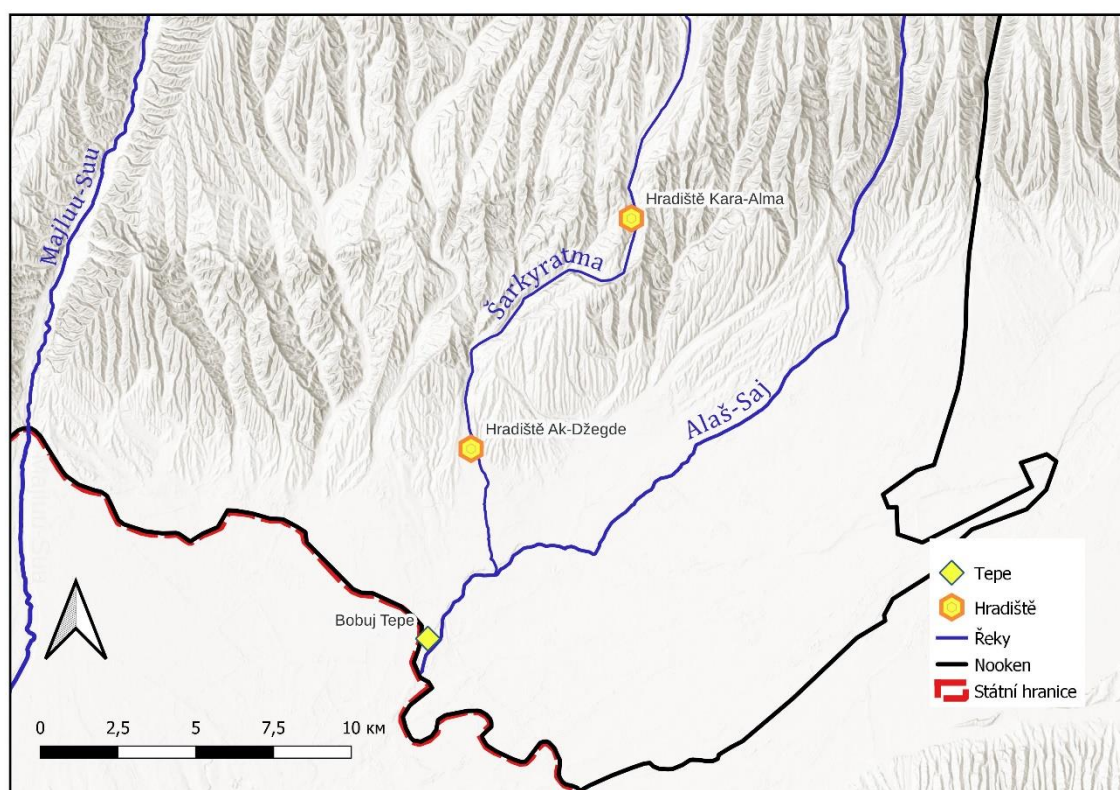 Majluu-Suu
Hradiště Kara-Alma
Šarkyratma
Alaš-Saj
Hradiště Ak-Džegde
Bobuj Tepe
Tepe
Hradiště
Řeky
Nooken
Státní hranice
0 2,5 5 7,5 10 км